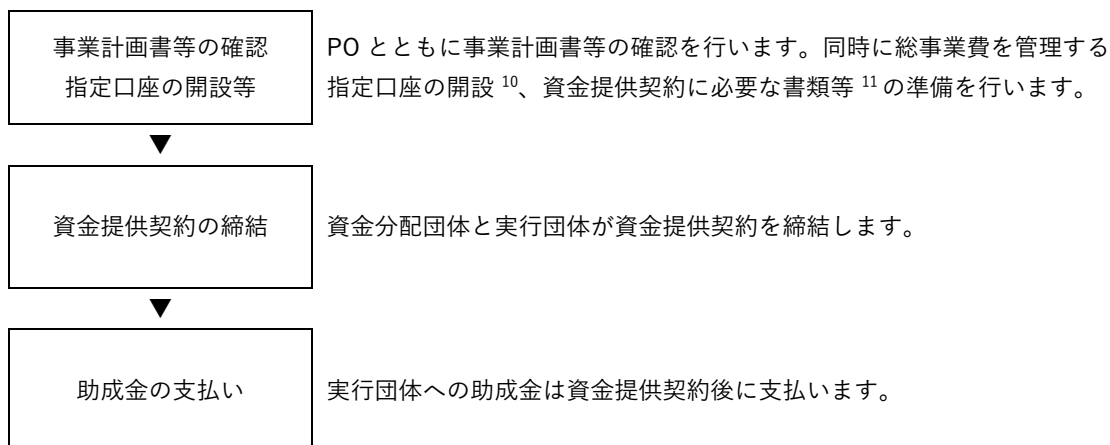 事業計画書等の確認
指定口座の開設等
PO とともに事業計画書等の確認を行います。同時に総事業費を管理する
指定口座の開設 10、資金提供契約に必要な書類等 11 の準備を行います。
▼
資金提供契約の締結
資金分配団体と実行団体が資金提供契約を締結します。
▼
助成金の支払い
実行団体への助成金は資金提供契約後に支払います。